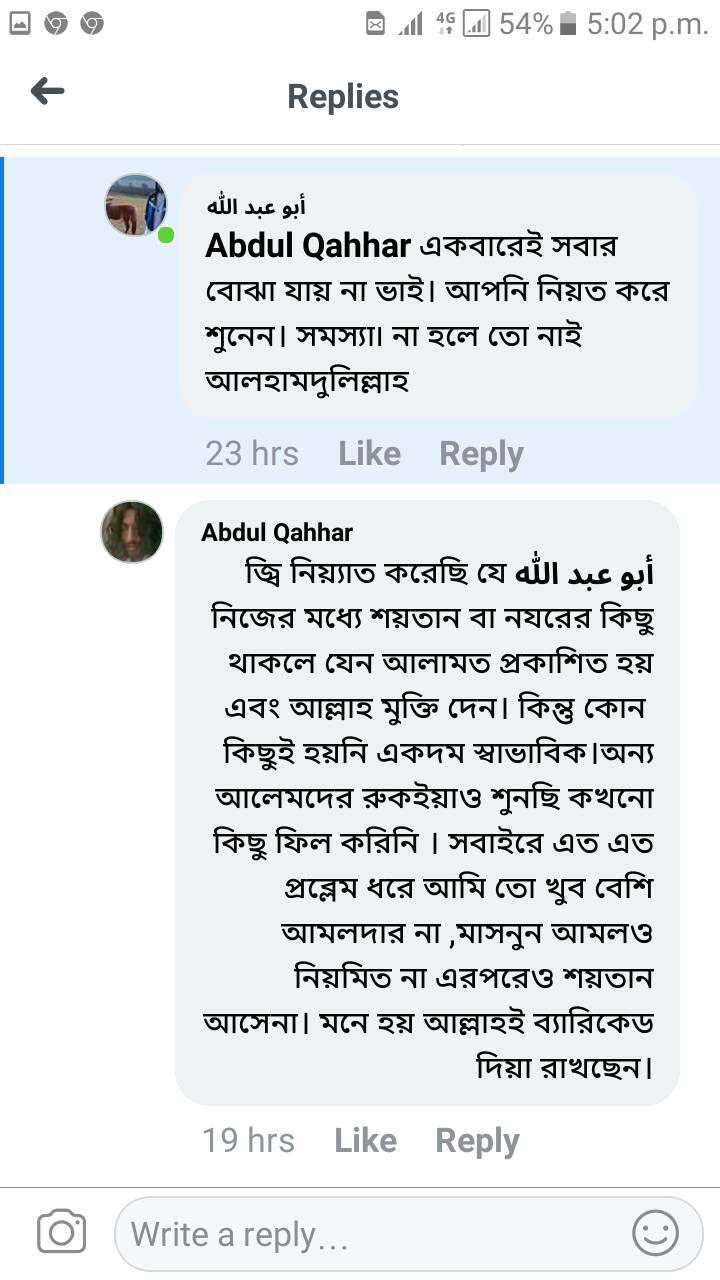 4G 54% 5:02 p.m.
Replies
أبو عبد الله
Abdul Qahhar একবারেই সবার
বোঝা যায় না ভাই। আপনি নিয়ত করে
শুনেন। সমস্যা৷ না হলে তো নাই
আলহামদুলিল্লাহ
23 hrs Like Reply
Abdul Qahhar
أبو عبد الله জ্বি নিয়্যাত করেছি যে
নিজের মধ্যে শয়তান বা নযরের কিছু
থাকলে যেন আলামত প্রকাশিত হয়
এবং আল্লাহ মুক্তি দেন। কিন্তু কোন
কিছুই হয়নি একদম স্বাভাবিক।অন্য
আলেমদের রুকইয়াও শুনছি কখনো
কিছু ফিল করিনি । সবাইরে এত এত
প্রব্লেম ধরে আমি তো খুব বেশি
আমলদার না ,মাসনুন আমলও
নিয়মিত না এরপরেও শয়তান
আসেনা। মনে হয় আল্লাহই ব্যারিকেড
দিয়া রাখছেন।
19 hrs Like Reply
Write a reply...